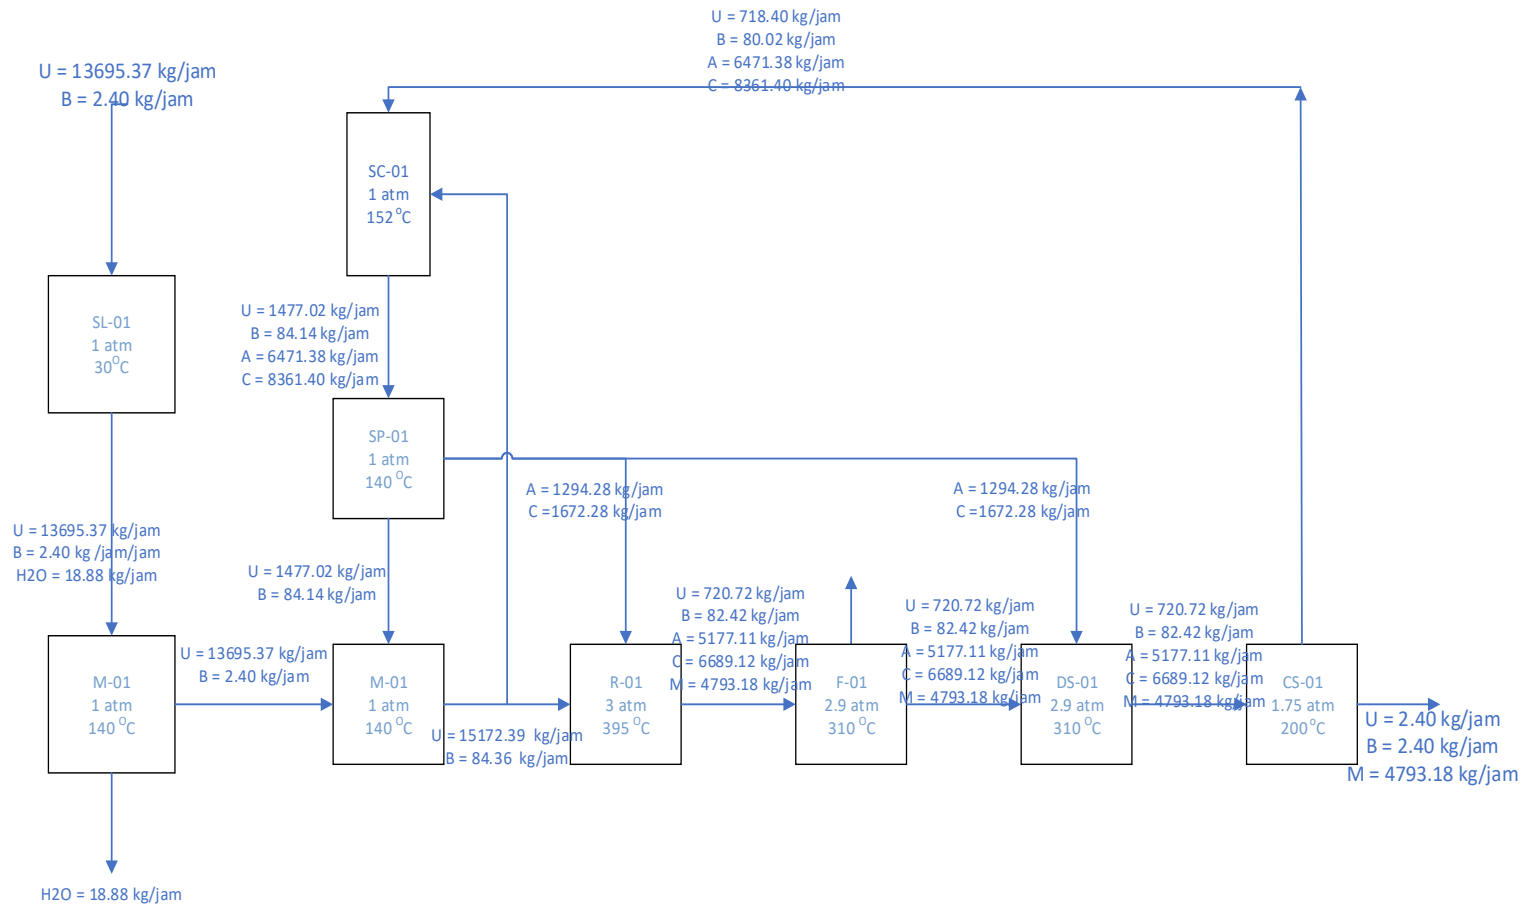 U = 718.40 kg/jam
B = 80.02 kg/jam
A = 6471.38 kg/jam
C = 8361.40 kg/jam
U = 13695.37 kg/jam
B = 2.40 kg/jam
SC-01
1 atm
152 °C
U = 1477.02 kg/jam
B = 84.14 kg/jam
A = 6471.38 kg/jam
C = 8361.40 kg/jam
SL-01
1 atm
30°C
SP-01
1 atm
140 °C
A = 1294.28 kg/jam
C =1672.28 kg/jam
A = 1294.28 kg/jam
C =1672.28 kg/jam
U = 13695.37 kg/jam
B = 2.40 kg /jam/jam
H2O = 18.88 kg/jam
U = 1477.02 kg/jam
B = 84.14 kg/jam
U = 720.72 kg/jam
B = 82.42 kg/jam
A = 5177.11 kg/jam
C = 6689.12 kg/jam
M = 4793.18 kg/jam
U = 720.72 kg/jam
B = 82.42 kg/jam
A = 5177.11 kg/jam
C = 6689.12 kg/jam
M = 4793.18 kg/jam
U = 720.72 kg/jam
B = 82.42 kg/jam
A = 5177.11 kg/jam
C = 6689.12 kg/jam
M = 4793.18 kg/jam
M-01
1 atm
140 °C
U = 13695.37 kg/jam
B = 2.40 kg/jam
M-01
1 atm
140 °C
U = 15172.39 kg/jam
B = 84.36 kg/jam
R-01
3 atm
395 °C
F-01
2.9 atm
310 °C
DS-01
2.9 atm
310 °C
CS-01
1.75 atm
200 °C
U = 2.40 kg/jam
B = 2.40 kg/jam
M = 4793.18 kg/jam
H2O = 18.88 kg/jam